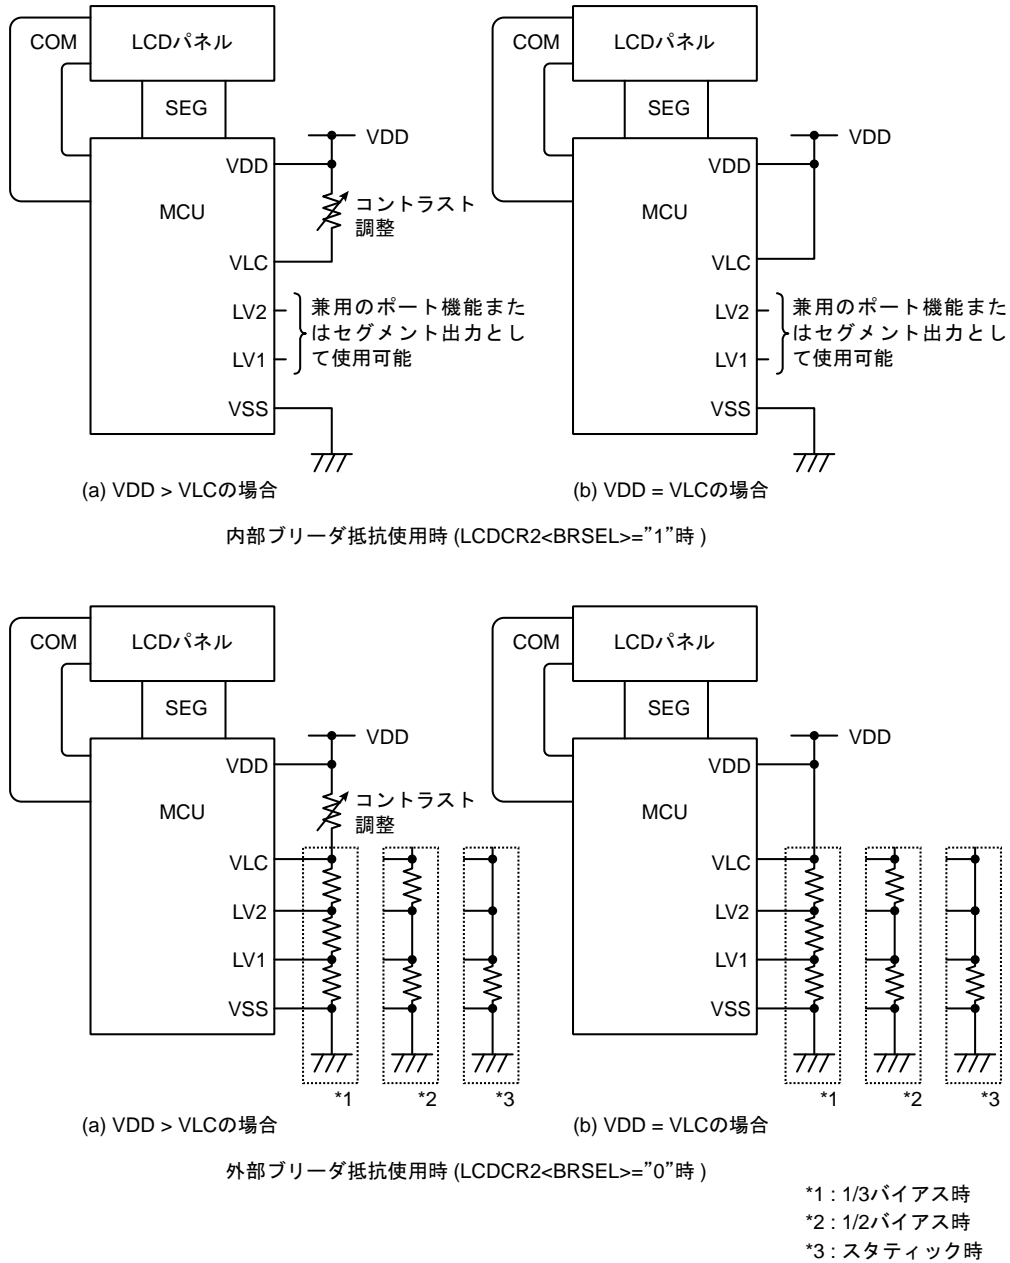 COM
LCDパネル
SEG
VDD
VDD
MCU
コントラスト
調整
VLC
LV2
LV1
兼用のポート機能また
はセグメント出力とし
て使用可能
VSS
(a) VDD > VLCの場合
COM
LCDパネル
SEG
VDD
VDD
MCU
VLC
LV2
LV1
兼用のポート機能また
はセグメント出力とし
て使用可能
VSS
(b) VDD = VLCの場合
内部ブリーダ抵抗使用時 (LCDCR2<BRSEL>=”1”時 )
COM
LCDパネル
SEG
VDD
VDD
MCU
コントラスト
調整
VLC
LV2
LV1
VSS
*1
*2
*3
(a) VDD > VLCの場合
COM
LCDパネル
SEG
VDD
VDD
MCU
VLC
LV2
LV1
VSS
*1
*2
*3
(b) VDD = VLCの場合
外部ブリーダ抵抗使用時 (LCDCR2<BRSEL>=”0”時 )
*1 : 1/3バイアス時
*2 : 1/2バイアス時
*3 : スタティック時